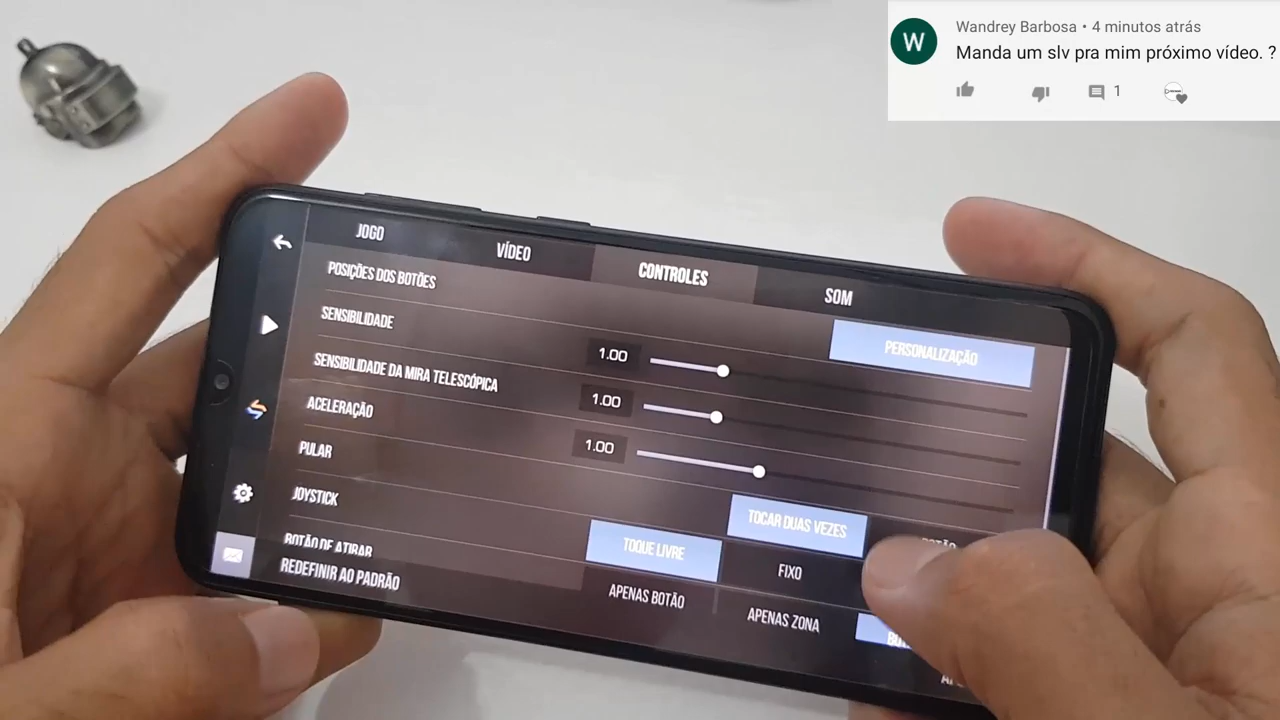 W
Wandrey Barbosa • 4 minutos atrás
Manda um slv pra mim próximo vídeo. ?
1
JOGO
VÍDEO
CONTROLES
SOM
POSIÇÕES DOS BOTÕES
PERSONALIZAÇÃO
SENSIBILIDADE
1.00
SENSIBILIDADE DA MIRA TELESCÓPICA
1.00
ACELERAÇÃO
1.00
PULAR
TOCAR DUAS VEZES
JOYSTICK
TOQUE LIVRE
FIXO
BOTÃO DE ATIRAR
APENAS BOTÃO
APENAS ZONA
REDEFINIR AO PADRÃO